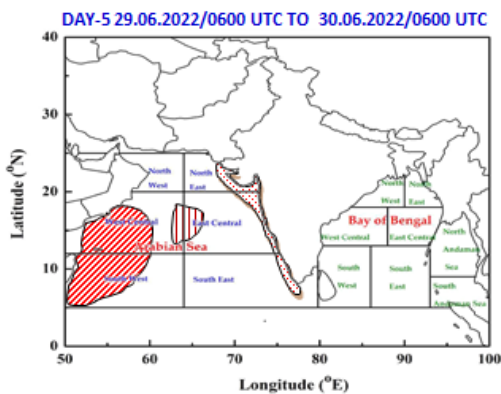 DAY-5 29.06.2022/0600 UTC TO 30.06.2022/0600 UTC
40
30
20
10
0
Latitude (°N)
North
West
North
East
West Central
East Central
Arabian Sea
South West
South East
North
West
North
East
Bay of Bengal
West Central
East Central
North
Andaman
Sea
South
West
South
East
South
Andaman Sea
50
60
70
80
90
100
Longitude (°E)